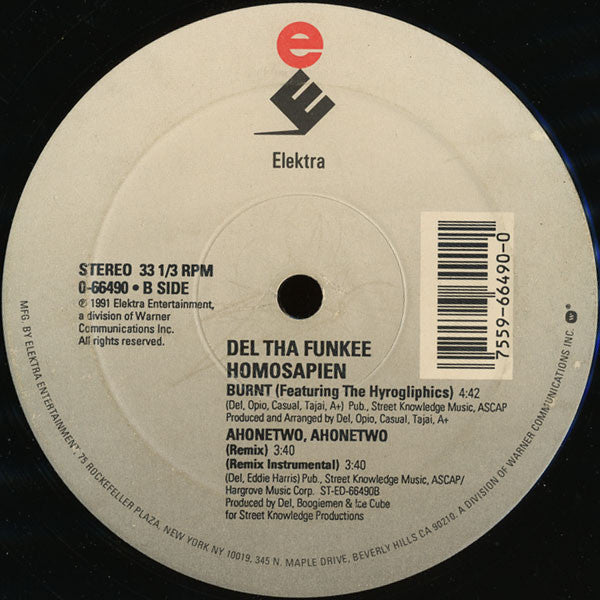 e
E
Elektra
STEREO 33 1/3 RPM
0-66490 • B SIDE
℗ 1991 Elektra Entertainment,
a division of Warner
Communications Inc.
All rights reserved.
7559-66490-0
DEL THA FUNKEE
HOMOSAPIEN
BURNT (Featuring The Hyrogliphics) 4:42
(Del, Opio, Casual, Tajai, A+) Pub., Street Knowledge Music, ASCAP
Produced and Arranged by Del, Opio, Casual, Tajai, A+
AHONETWO, AHONETWO
(Remix) 3:40
(Remix Instrumental) 3:40
(Del, Eddie Harris) Pub., Street Knowledge Music, ASCAP/
Hargrove Music Corp. ST-ED-66490B
Produced by Del, Boogiemen & Ice Cube
for Street Knowledge Productions
MFG. BY ELEKTRA ENTERTAINMENT, 75 ROCKEFELLER PLAZA, NEW YORK NY 10019, 345 N. MAPLE DRIVE, BEVERLY HILLS CA 90210. A DIVISION OF WARNER COMMUNICATIONS INC.